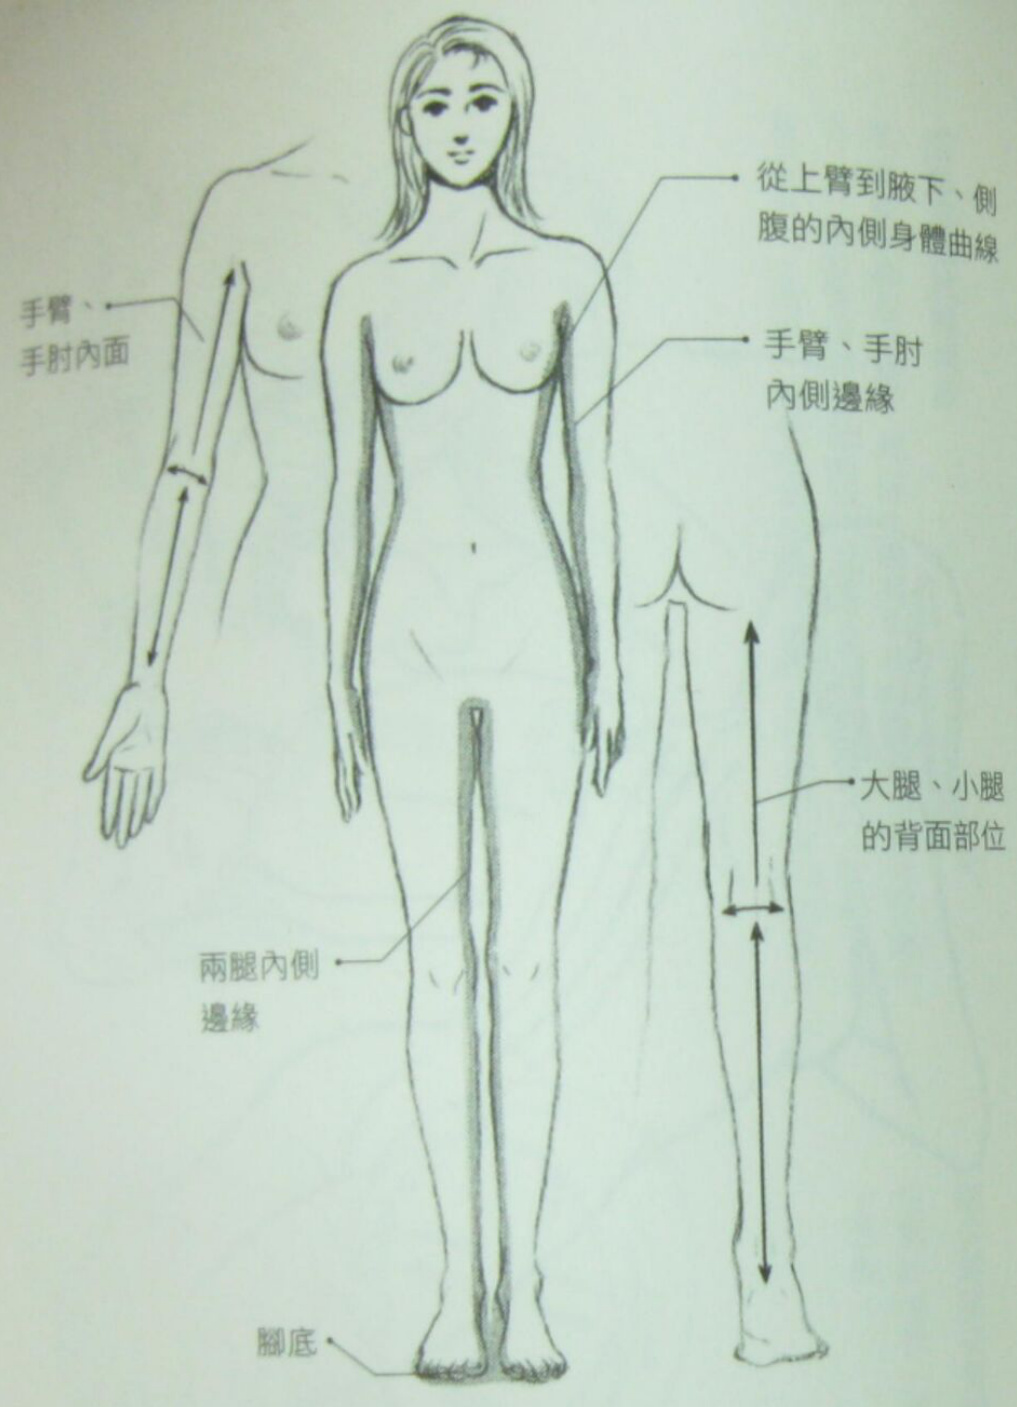 從上臂到腋下、側
腹的內側身體曲線
手臂、
手肘內面
手臂、手肘
內側邊緣
大腿、小腿
的背面部位
兩腿內側
邊緣
腳底